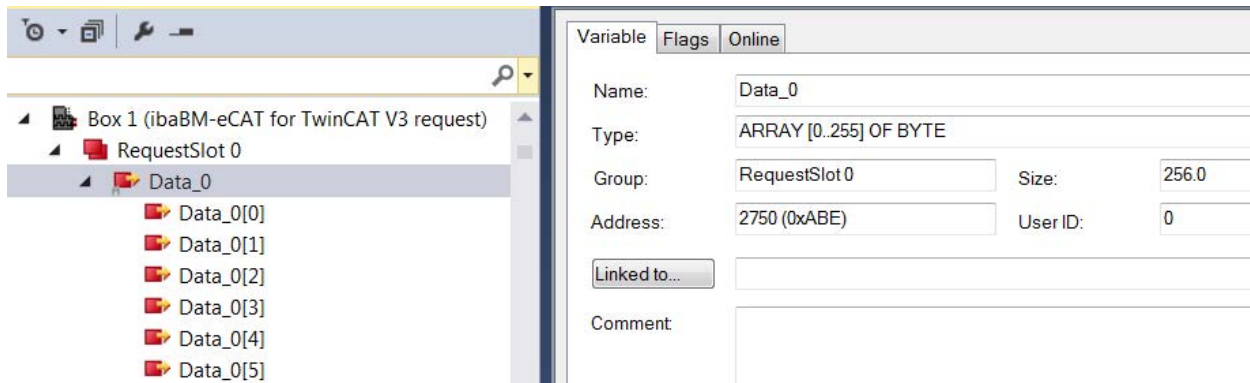 Box 1 (ibaBM-eCAT for TwinCAT V3 request)
RequestSlot 0
Data_0
Data_0[0]
Data_0[1]
Data_0[2]
Data_0[3]
Data_0[4]
Data_0[5]
Variable Flags Online
Name: Data_0
Type: ARRAY [0..255] OF BYTE
Group: RequestSlot 0 Size: 256.0
Address: 2750 (0xABE) User ID: 0
Linked to...
Comment: